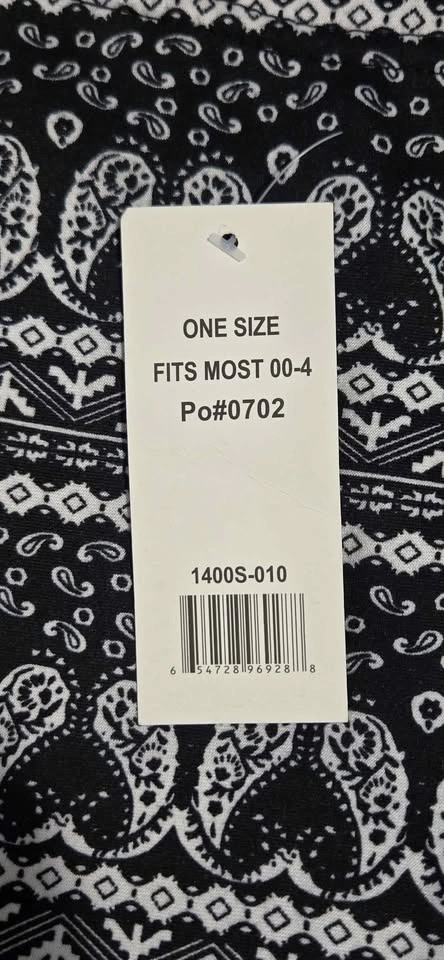 ONE SIZE
FITS MOST 00-4
Po#0702
1400S-010
6 54728 96928 8